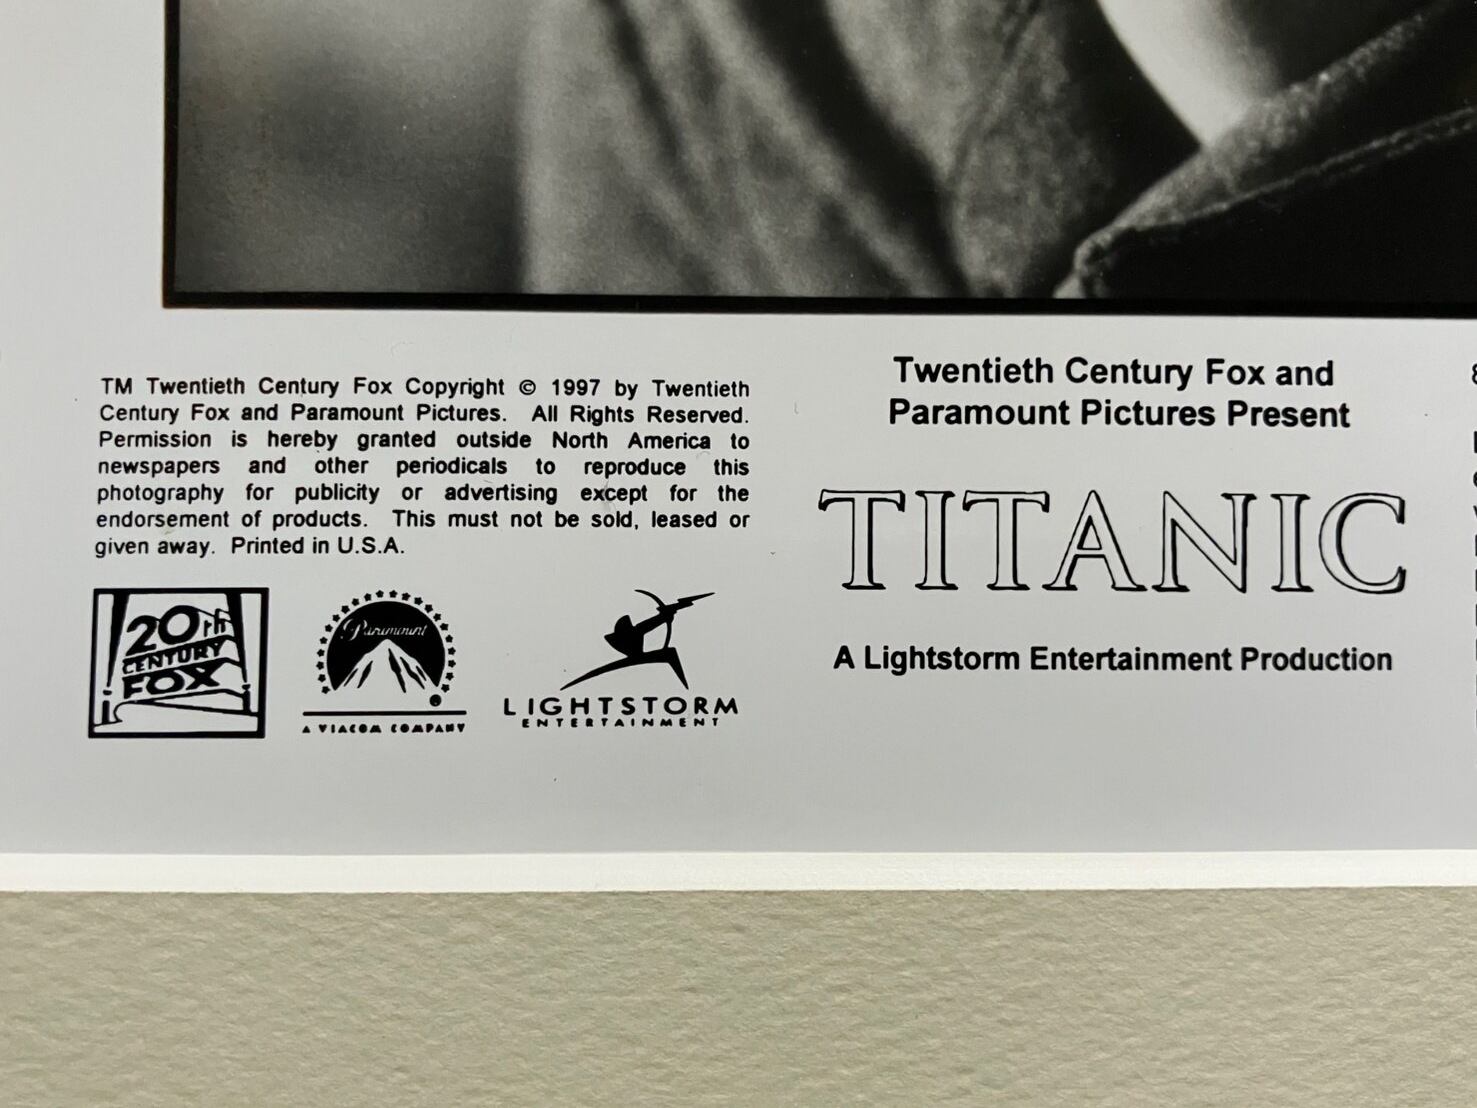 TM Twentieth Century Fox Copyright © 1997 by Twentieth
Century Fox and Paramount Pictures. All Rights Reserved.
Permission is hereby granted outside North America to
newspapers and other periodicals to reproduce this
photography for publicity or advertising except for the
endorsement of products. This must not be sold, leased or
given away. Printed in U.S.A.
20th
CENTURY
FOX
Paramount
®
A VIACOM COMPANY
LIGHTSTORM
ENTERTAINMENT
Twentieth Century Fox and
Paramount Pictures Present
TITANIC
A Lightstorm Entertainment Production